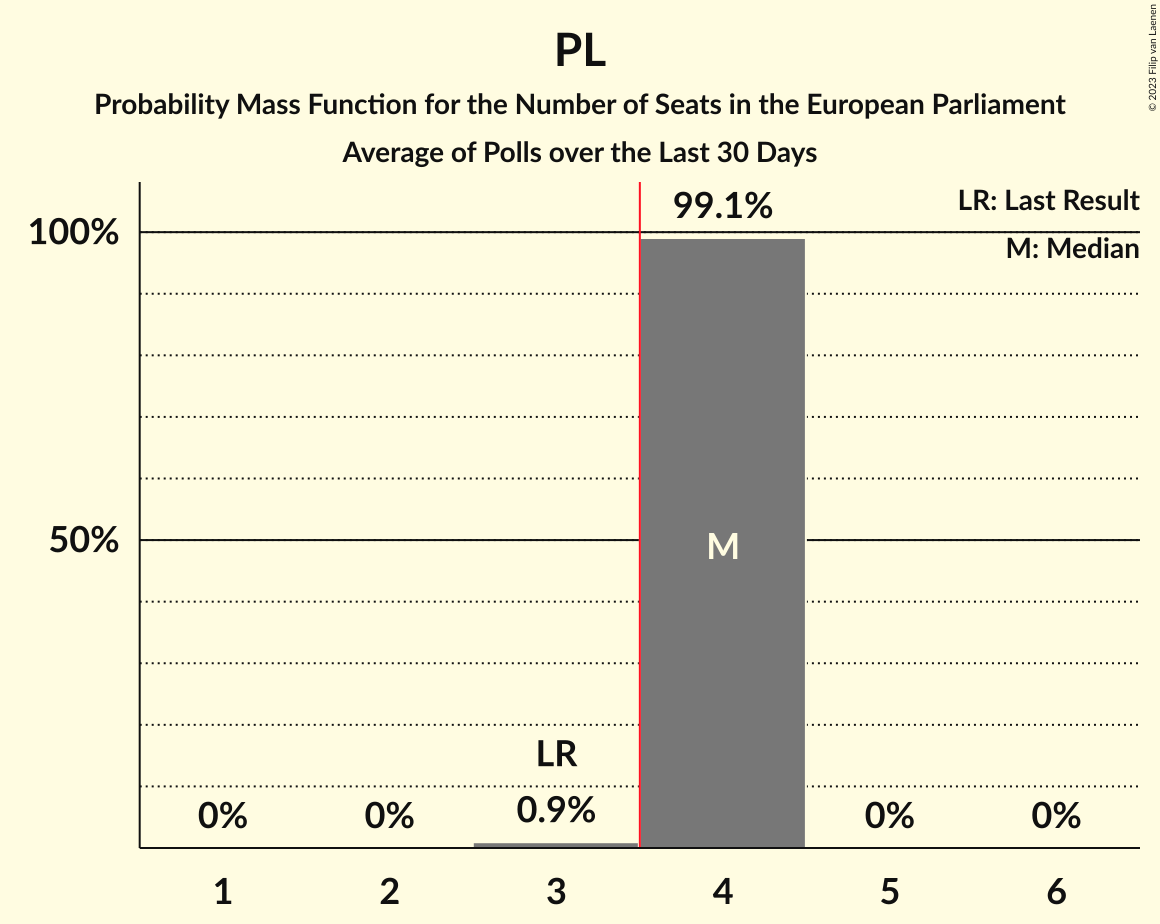 PL
Probability Mass Function for the Number of Seats in the European Parliament
Average of Polls over the Last 30 Days
© 2023 Filip van Laenen
LR: Last Result
M: Median
100%
50%
99.1%
M
LR
0% 0% 0.9% 0% 0%
1 2 3 4 5 6